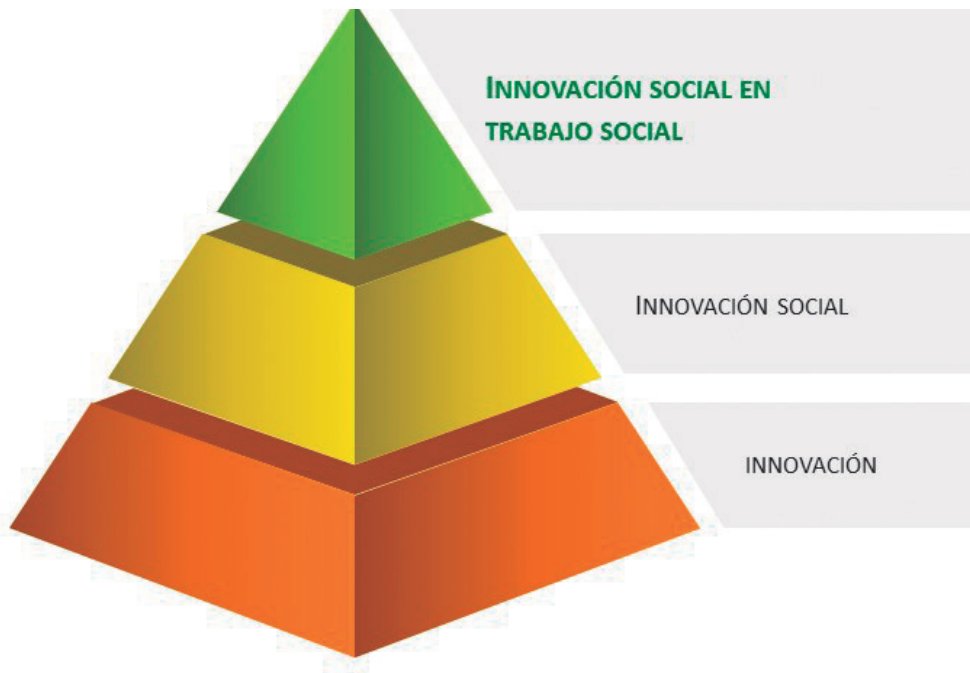 INNOVACIÓN SOCIAL EN
TRABAJO SOCIAL
INNOVACIÓN SOCIAL
INNOVACIÓN